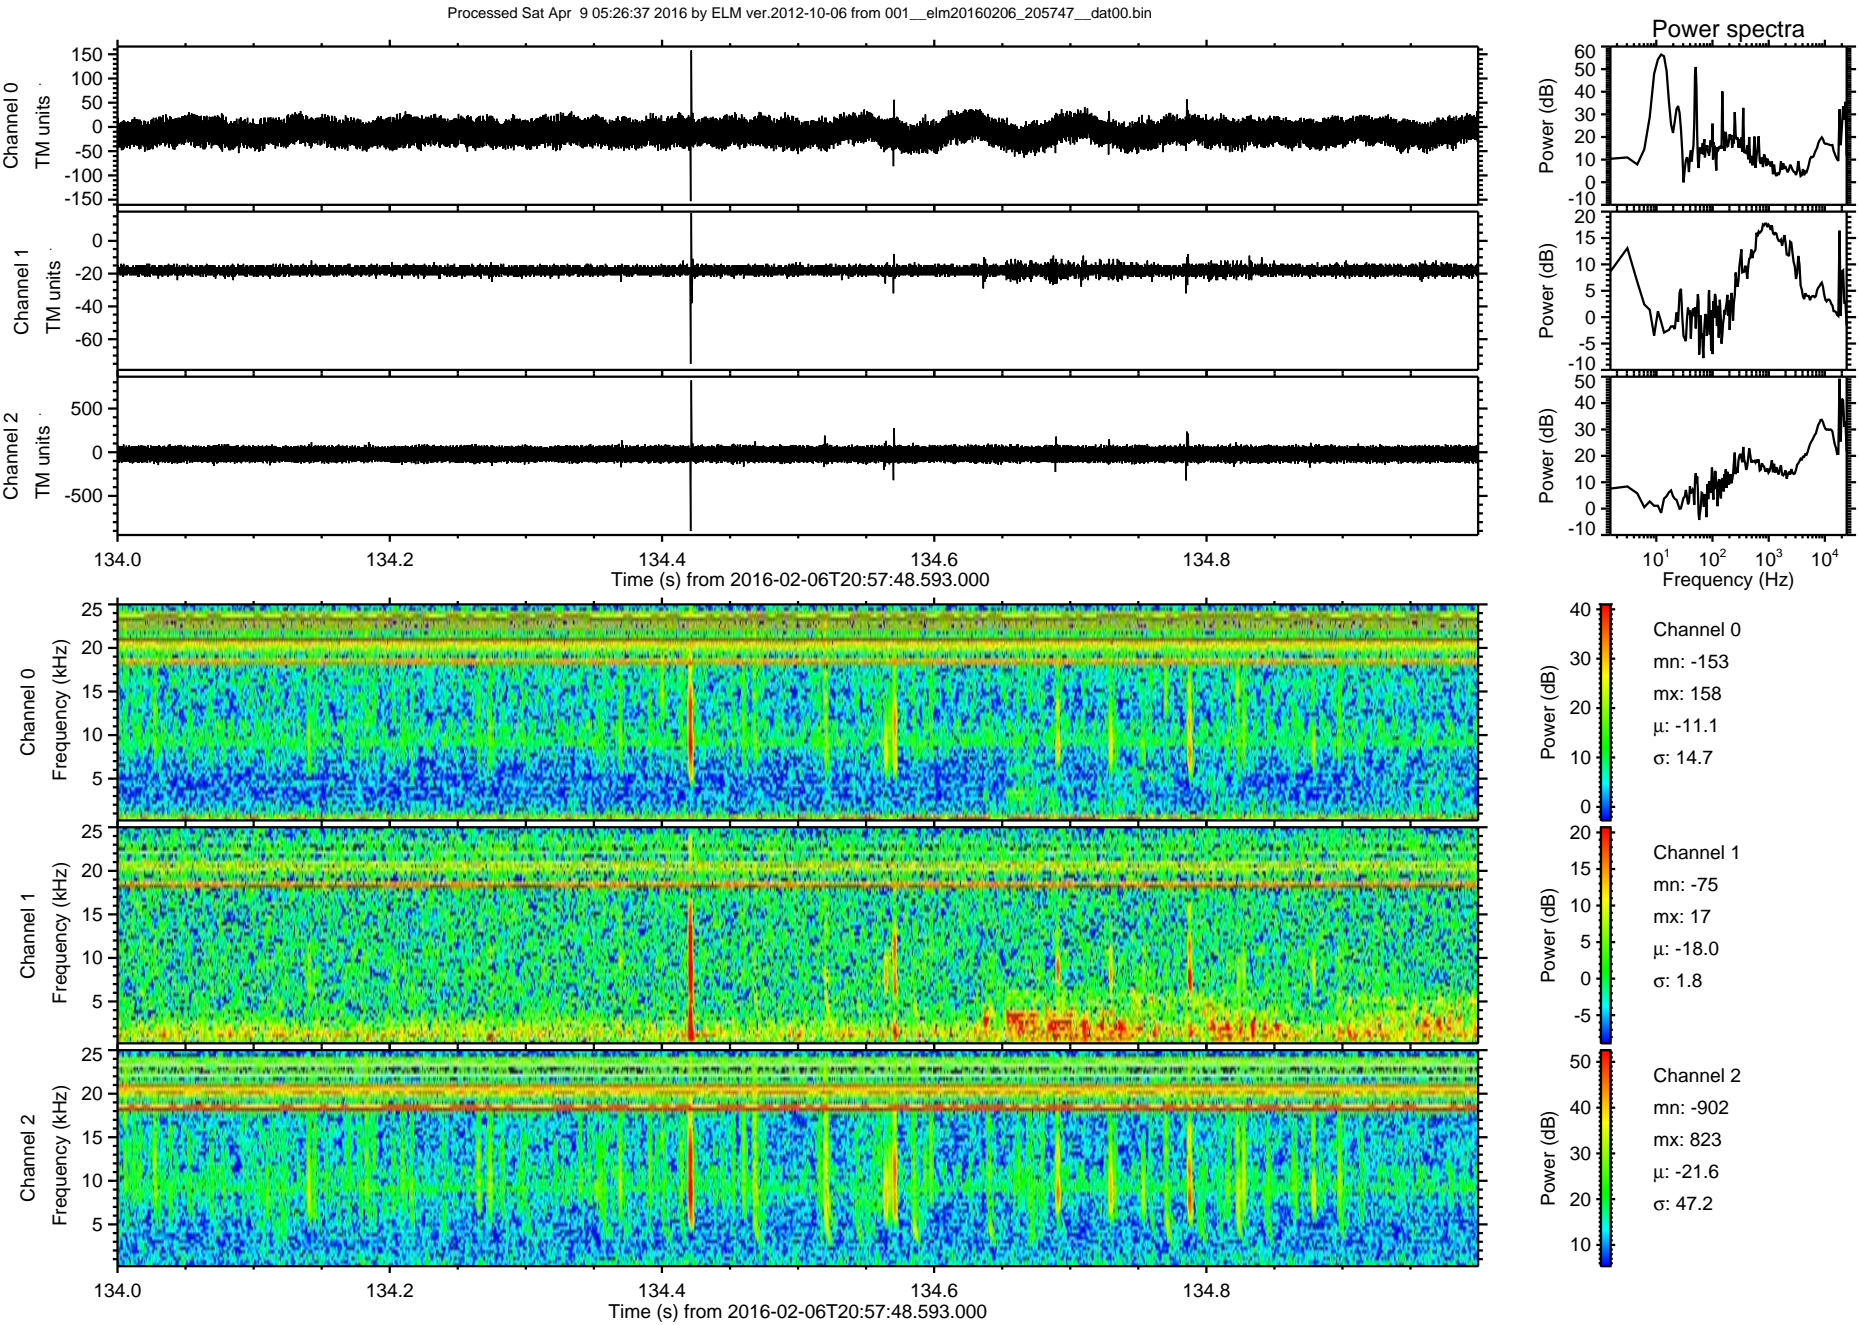 Processed Sat Apr  9 05:26:37 2016 by ELM ver.2012-10-06 from 001__elm20160206_205747__dat00.bin
Power spectra
Channel 0
TM units
150
100
50
0
-50
-100
-150
Power (dB)
60
50
40
30
20
10
0
-10
Channel 1
TM units
0
-20
-40
-60
Power (dB)
20
15
10
5
0
-5
-10
Channel 2
TM units
500
0
-500
Power (dB)
50
40
30
20
10
0
-10
134.0 134.2 134.4 134.6 134.8
Time (s) from 2016-02-06T20:57:48.593.000
10¹ 10² 10³ 10⁴
Frequency (Hz)
Channel 0
Frequency (kHz)
25
20
15
10
5
Power (dB)
40
30
20
10
0
Channel 0
mn: -153
mx: 158
μ: -11.1
σ: 14.7
Channel 1
Frequency (kHz)
25
20
15
10
5
Power (dB)
20
15
10
5
0
-5
Channel 1
mn: -75
mx: 17
μ: -18.0
σ: 1.8
Channel 2
Frequency (kHz)
25
20
15
10
5
Power (dB)
50
40
30
20
10
Channel 2
mn: -902
mx: 823
μ: -21.6
σ: 47.2
134.0 134.2 134.4 134.6 134.8
Time (s) from 2016-02-06T20:57:48.593.000